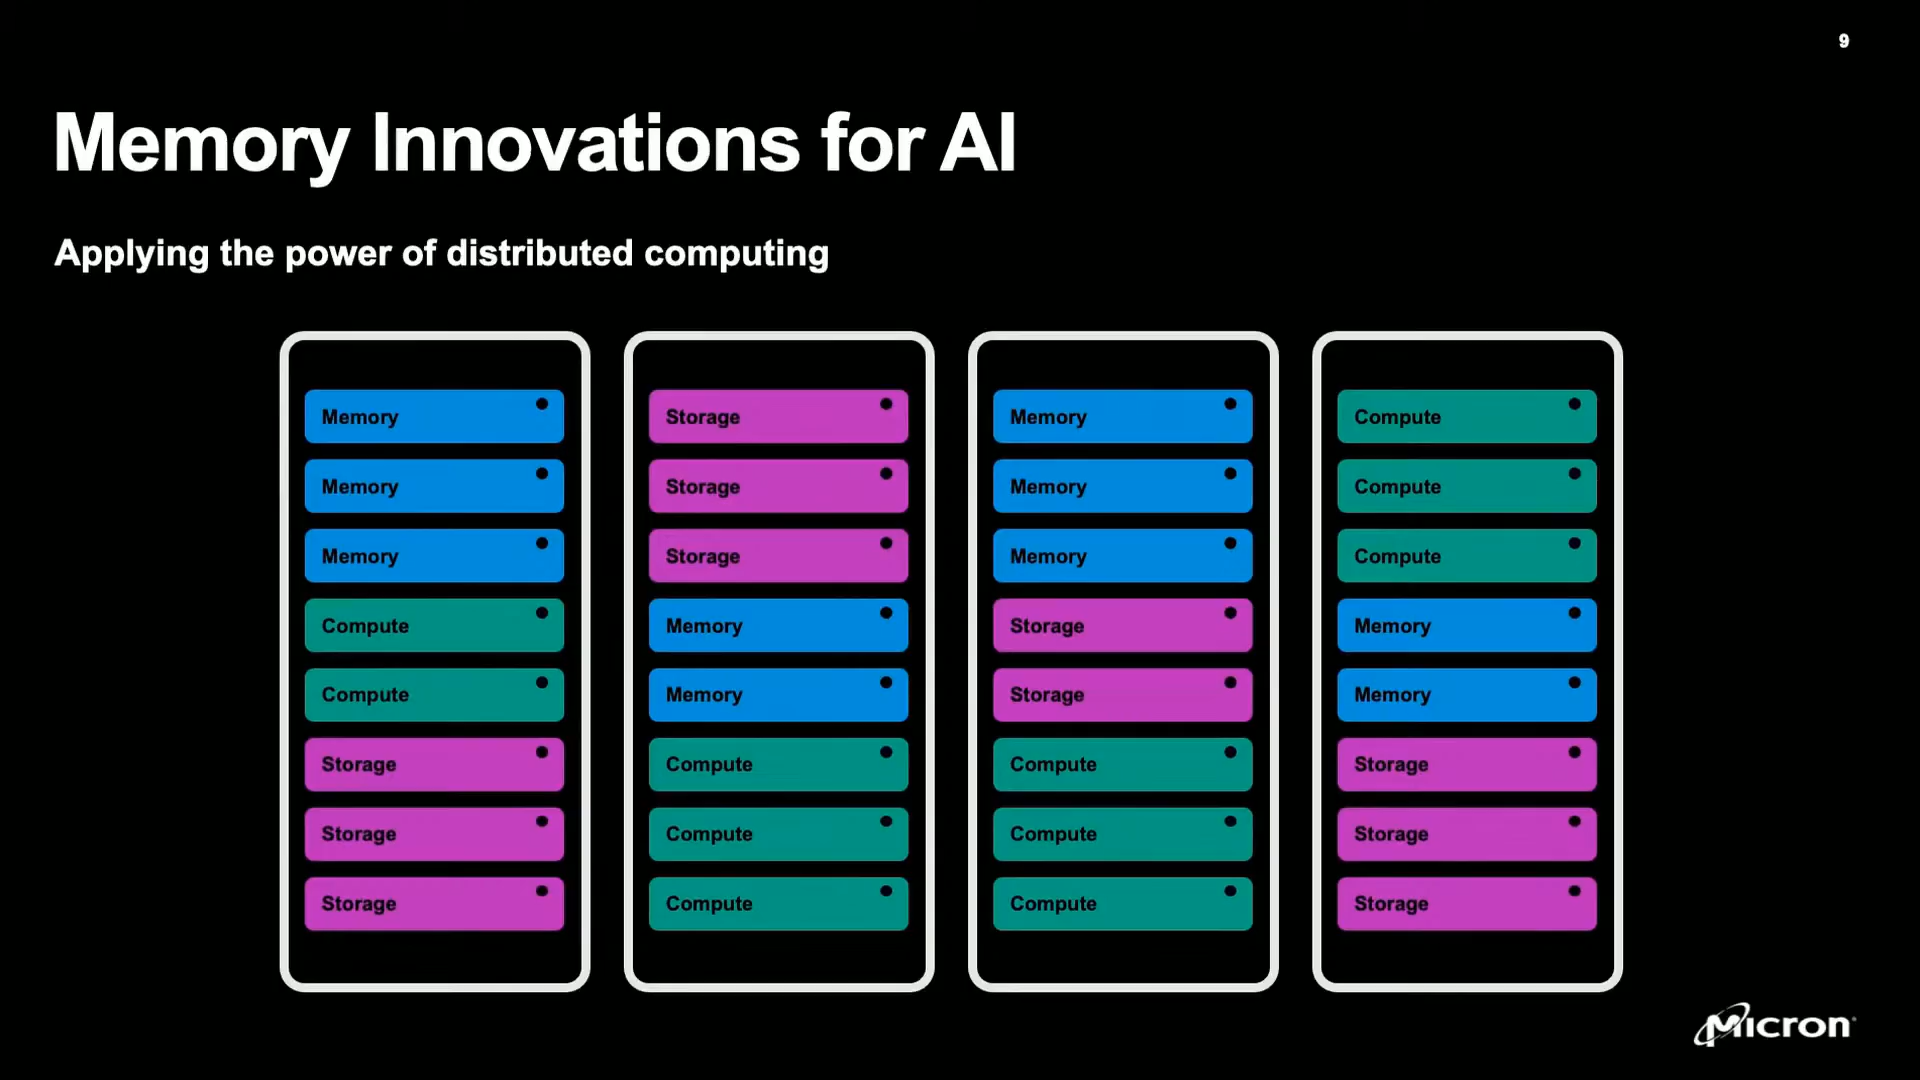 9
Memory Innovations for AI
Applying the power of distributed computing
Memory
Memory
Memory
Compute
Compute
Storage
Storage
Storage
Storage
Storage
Storage
Memory
Memory
Compute
Compute
Compute
Memory
Memory
Memory
Storage
Storage
Compute
Compute
Compute
Compute
Compute
Compute
Memory
Memory
Storage
Storage
Storage
Micron